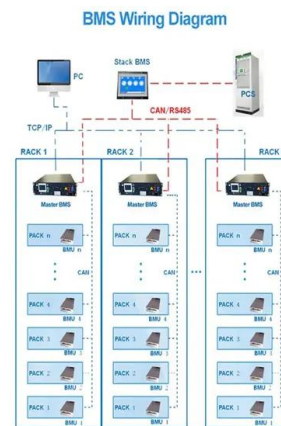 BMS Wiring Diagram
PC
Stack BMS
PCS
CAN/RS485
TCP/IP
RACK 1
RACK 2
RACK
Master BMS
Master BMS
Master BMS
PACK n
BMU n
PACK n
BMU n
PACK n
BMU n
CAN
CAN
CAN
PACK 4
BMU 4
PACK 4
BMU 4
PACK 4
BMU 4
PACK 3
BMU 3
PACK 3
BMU 3
PACK 3
BMU 3
PACK 2
BMU 2
PACK 2
BMU 2
PACK 2
BMU 2
PACK 1
BMU 1
PACK 1
BMU 1
PACK 1
BMU 1